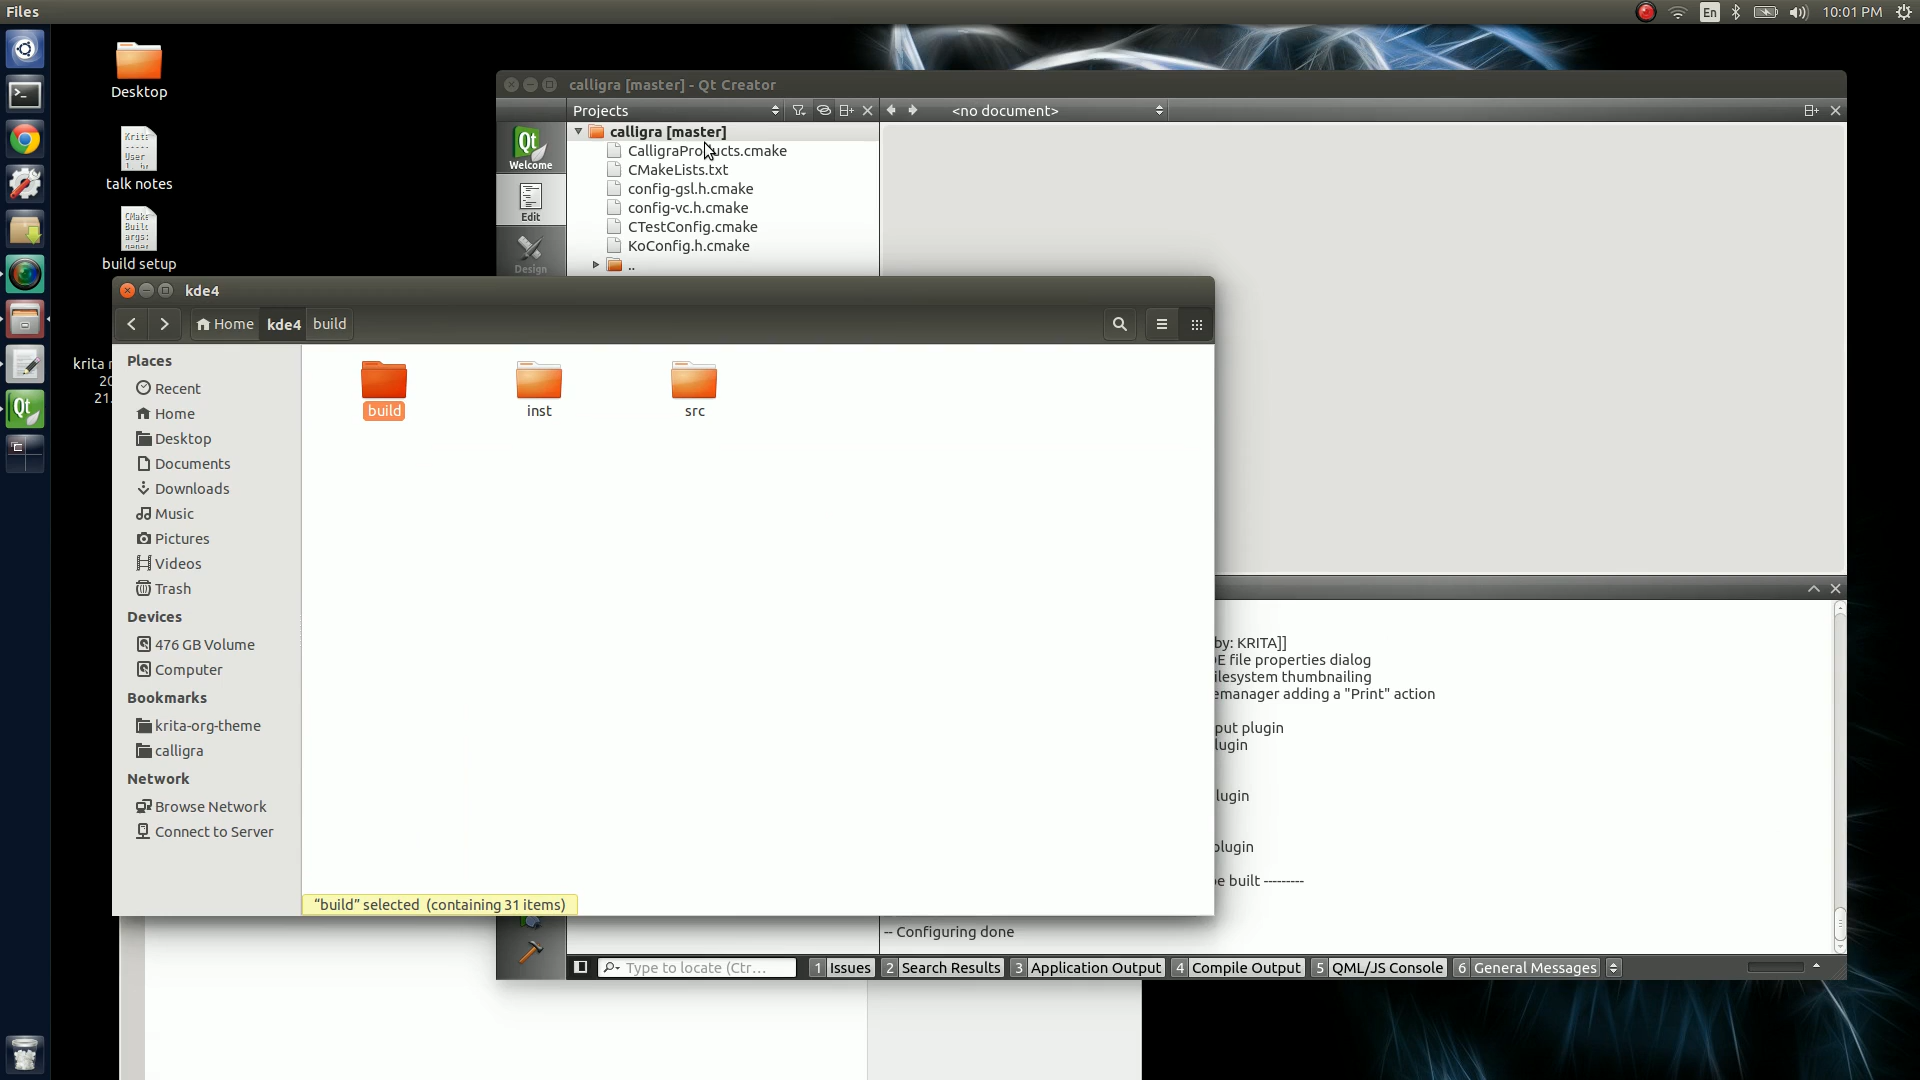 Files
En
10:01 PM
Desktop
talk notes
build setup
krita r
20
21.
calligra [master] - Qt Creator
Projects
<no document>
Welcome
Edit
Design
calligra [master]
CalligraProducts.cmake
CMakeLists.txt
config-gsl.h.cmake
config-vc.h.cmake
CTestConfig.cmake
KoConfig.h.cmake
..
kde4
Home
kde4
build
Places
Recent
Home
Desktop
Documents
Downloads
Music
Pictures
Videos
Trash
Devices
476 GB Volume
Computer
Bookmarks
krita-org-theme
calligra
Network
Browse Network
Connect to Server
build
inst
src
“build” selected (containing 31 items)
by: KRITA]]
E file properties dialog
ilesystem thumbnailing
emanager adding a "Print" action
put plugin
lugin
lugin
plugin
e built ---------
-- Configuring done
Type to locate (Ctr...
1 Issues
2 Search Results
3 Application Output
4 Compile Output
5 QML/JS Console
6 General Messages